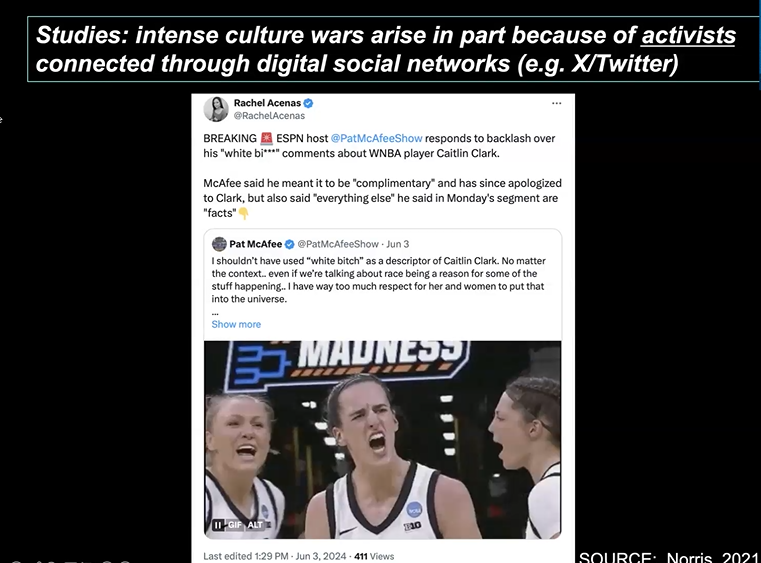 Studies: intense culture wars arise in part because of activists
connected through digital social networks (e.g. X/Twitter)
e
Rachel Acenas
@RachelAcenas
...
BREAKING 🚨 ESPN host @PatMcAfeeShow responds to backlash over
his "white bi***" comments about WNBA player Caitlin Clark.
McAfee said he meant it to be "complimentary" and has since apologized
to Clark, but also said "everything else" he said in Monday's segment are
"facts"👇
Pat McAfee @PatMcAfeeShow · Jun 3
I shouldn't have used “white bitch” as a descriptor of Caitlin Clark. No matter
the context.. even if we're talking about race being a reason for some of the
stuff happening.. I have way too much respect for her and women to put that
into the universe.
...
Show more
MADNESS
NCAA
B1G
GIF ALT
Last edited 1:29 PM · Jun 3, 2024 · 411 Views
SOURCE: Norris, 2021